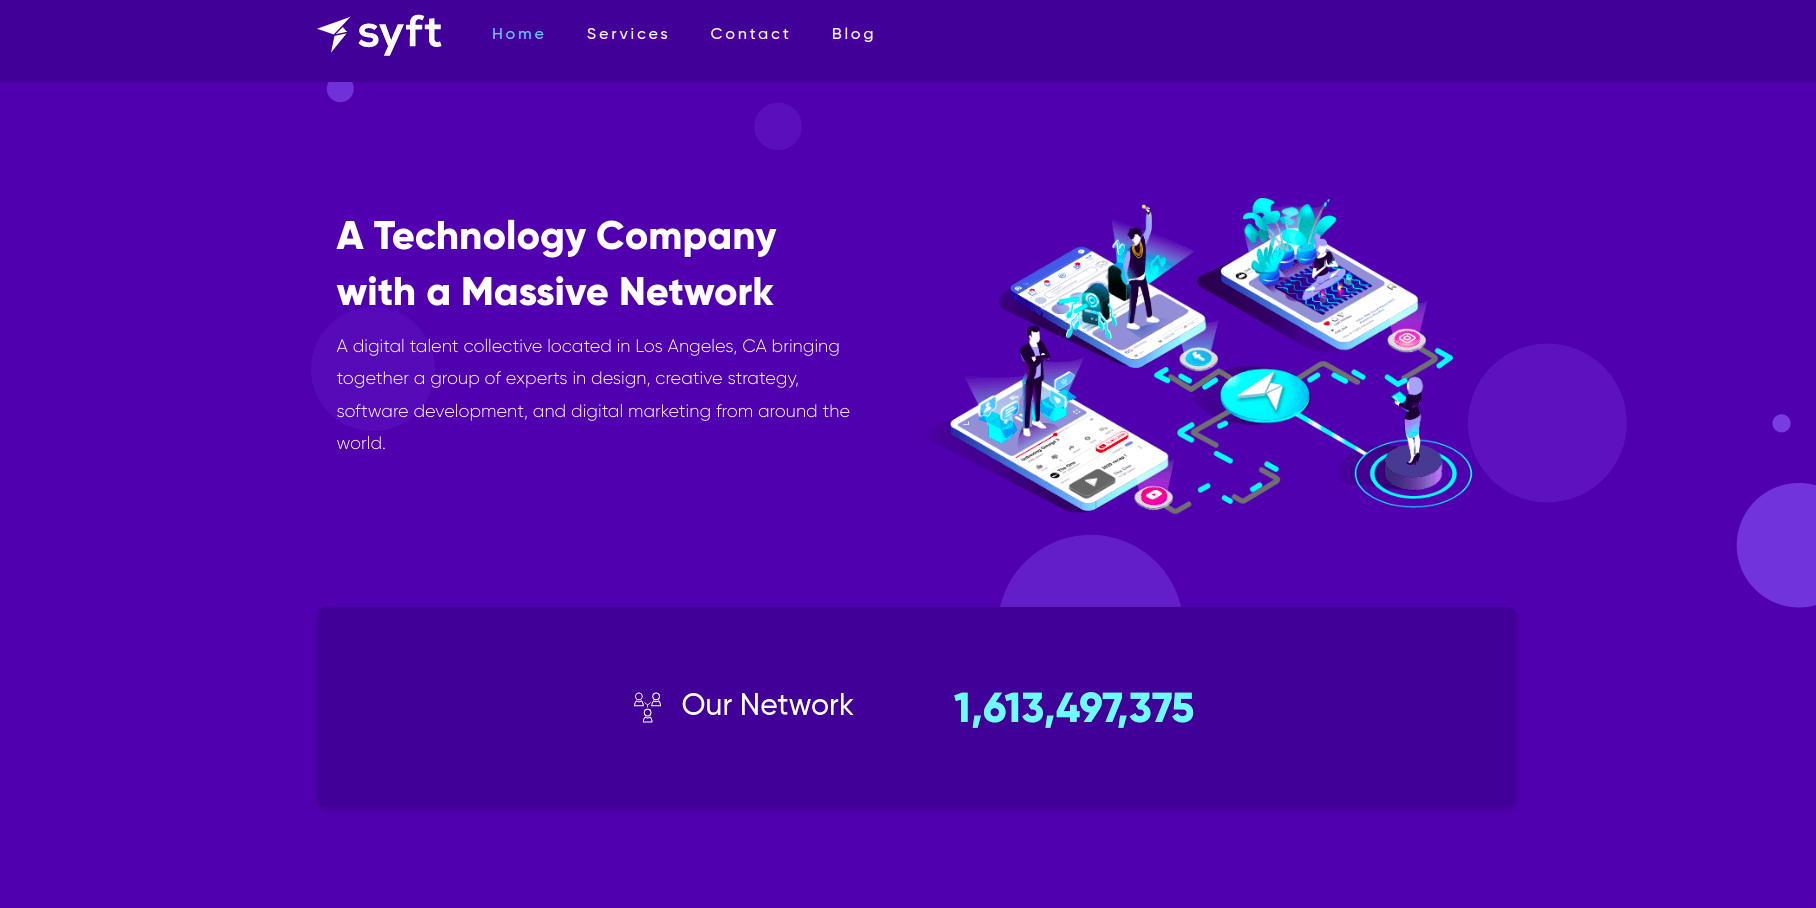 syft
Home
Services
Contact
Blog
A Technology Company
with a Massive Network
A digital talent collective located in Los Angeles, CA bringing
together a group of experts in design, creative strategy,
software development, and digital marketing from around the
world.
Our Network
1,613,497,375